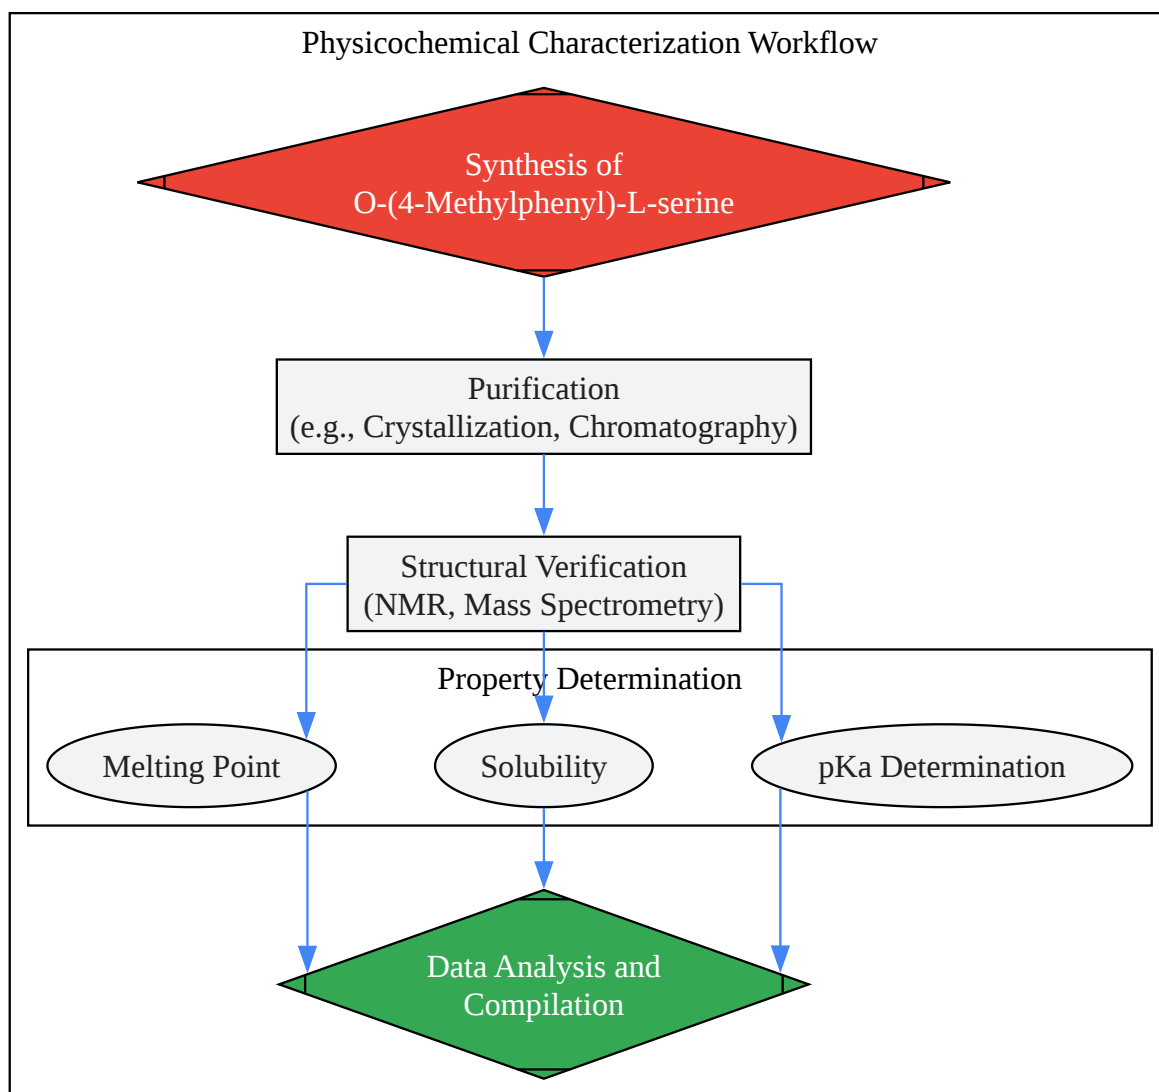 Physicochemical Characterization Workflow
Synthesis of
O-(4-Methylphenyl)-L-serine
Purification
(e.g., Crystallization, Chromatography)
Structural Verification
(NMR, Mass Spectrometry)
Property Determination
Melting Point
Solubility
pKa Determination
Data Analysis and
Compilation